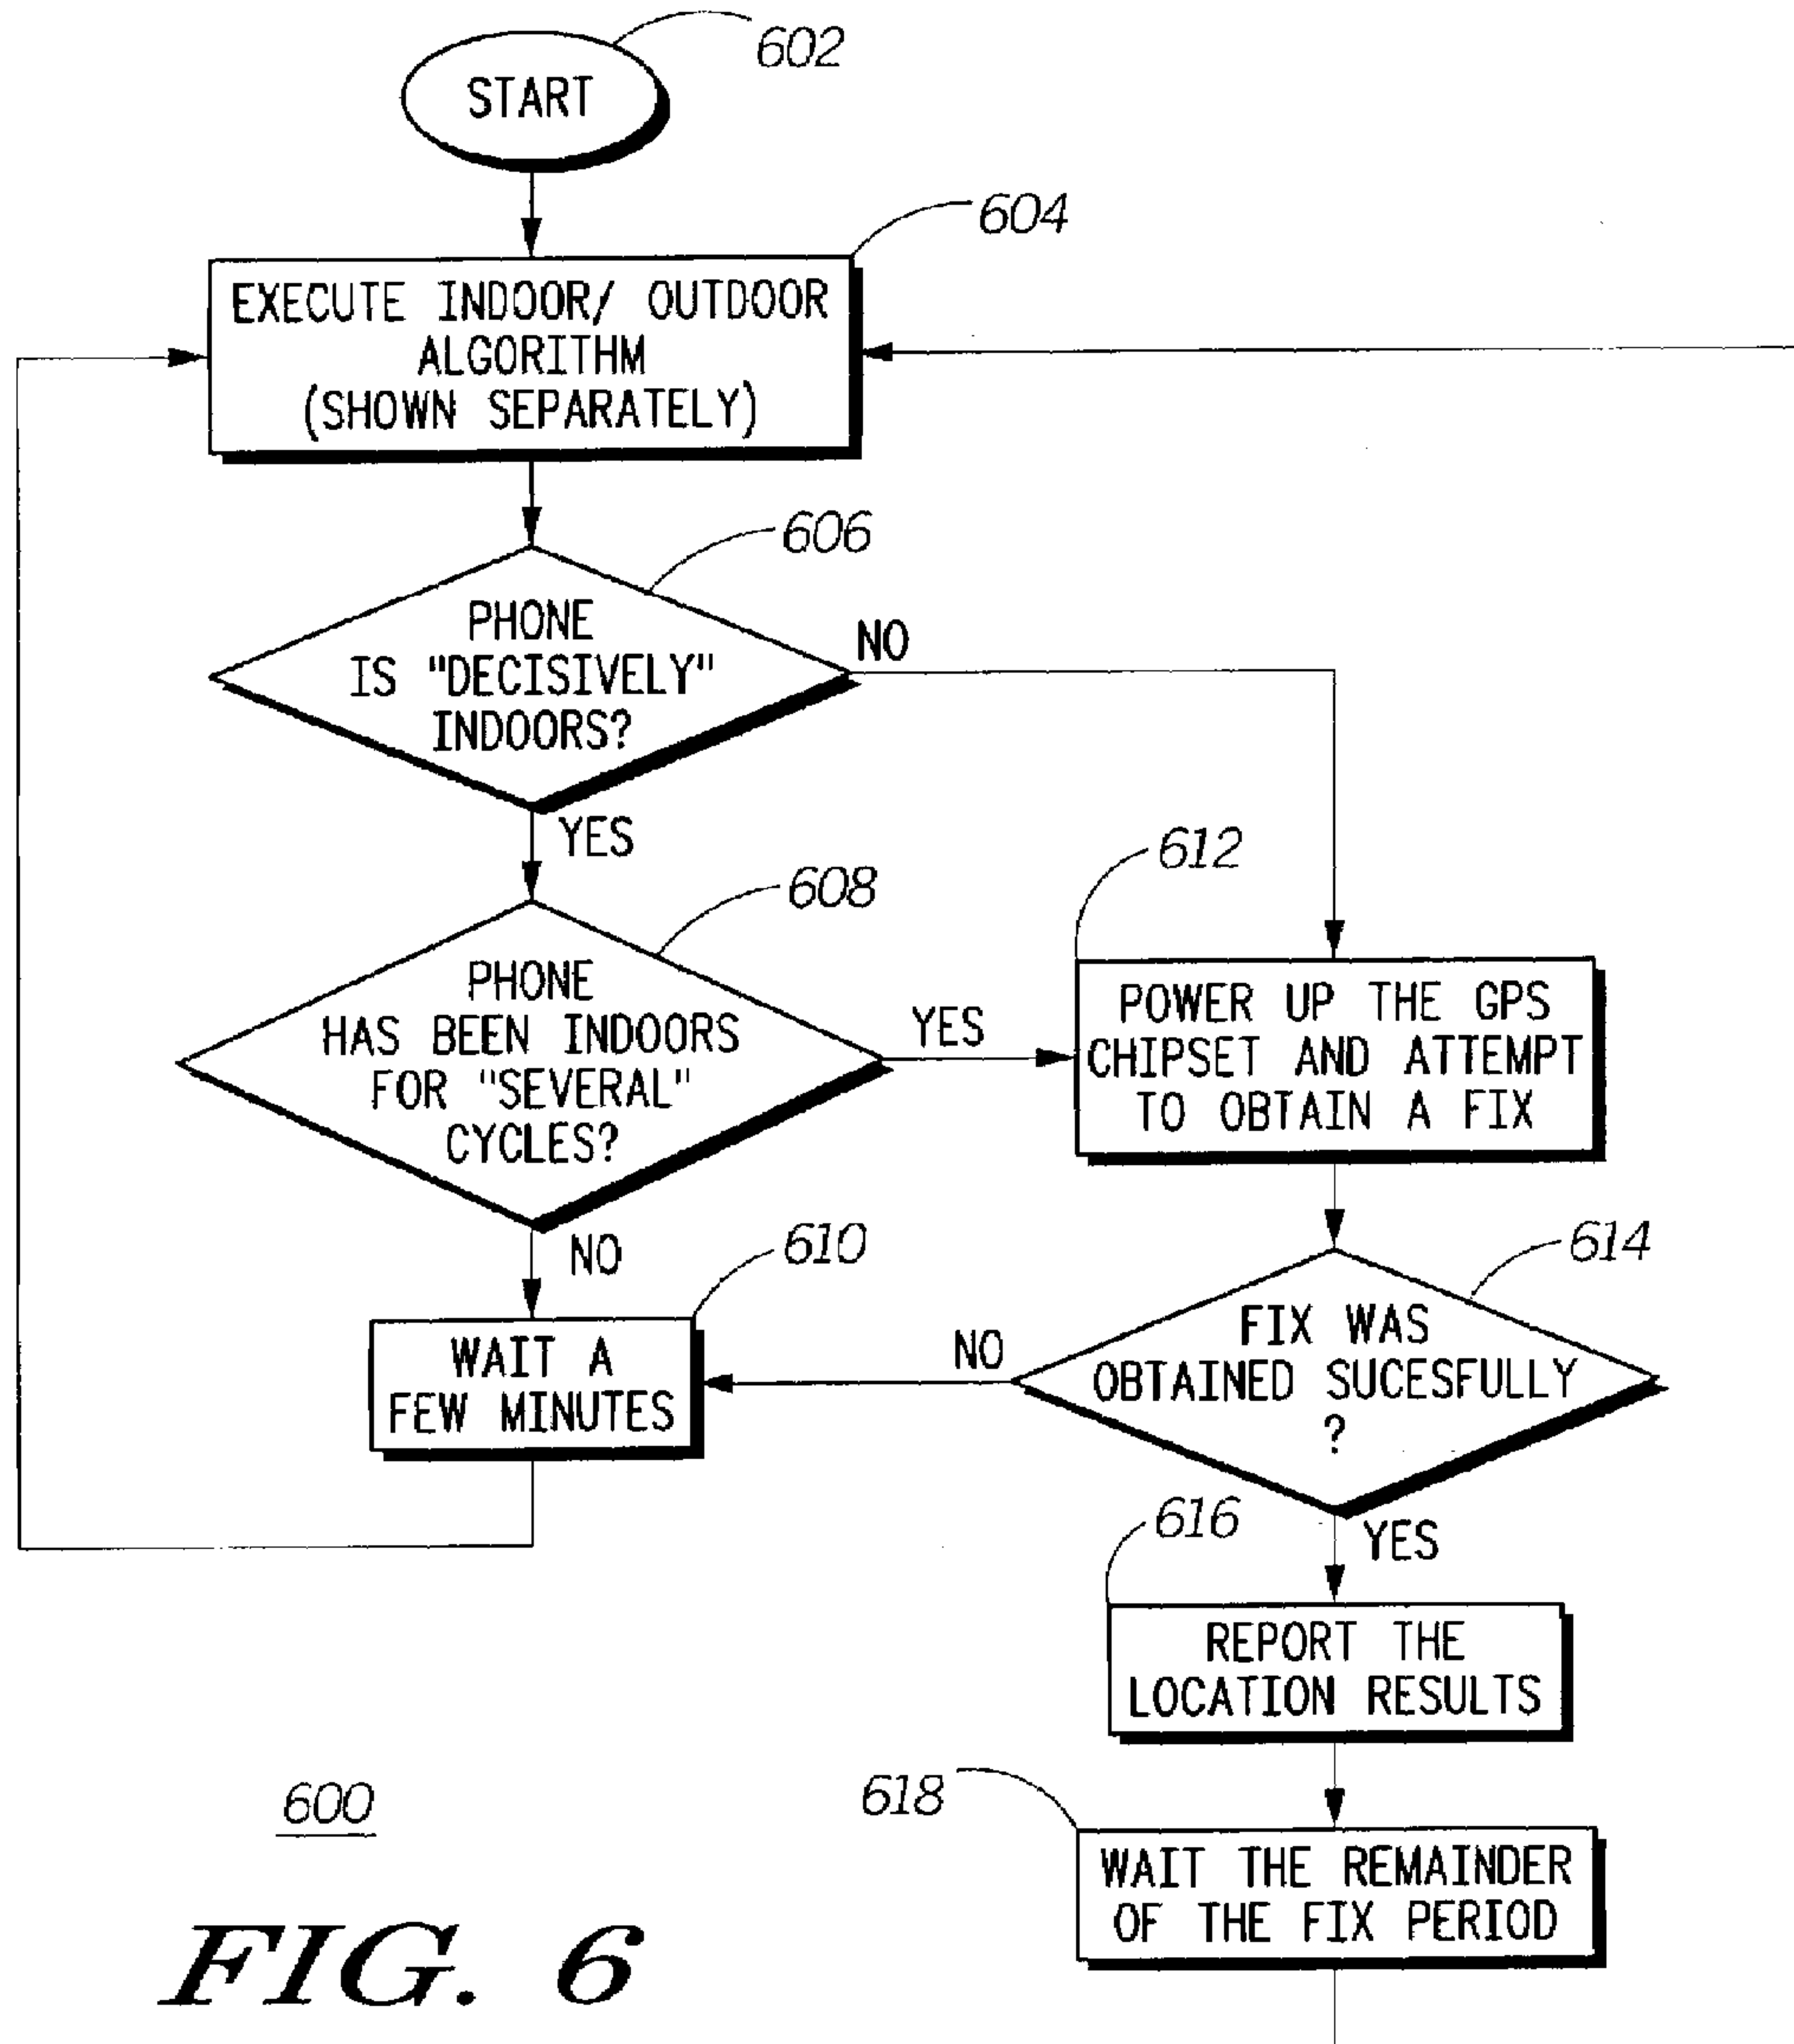 602
START
604
EXECUTE INDOOR/ OUTDOOR
ALGORITHM
(SHOWN SEPARATELY)
606
PHONE
IS "DECISIVELY"
INDOORS?
NO
YES
608
PHONE
HAS BEEN INDOORS
FOR "SEVERAL"
CYCLES?
YES
612
POWER UP THE GPS
CHIPSET AND ATTEMPT
TO OBTAIN A FIX
NO
610
WAIT A
FEW MINUTES
614
FIX WAS
OBTAINED SUCESFULLY
?
NO
YES
616
REPORT THE
LOCATION RESULTS
618
WAIT THE REMAINDER
OF THE FIX PERIOD
600
FIG. 6